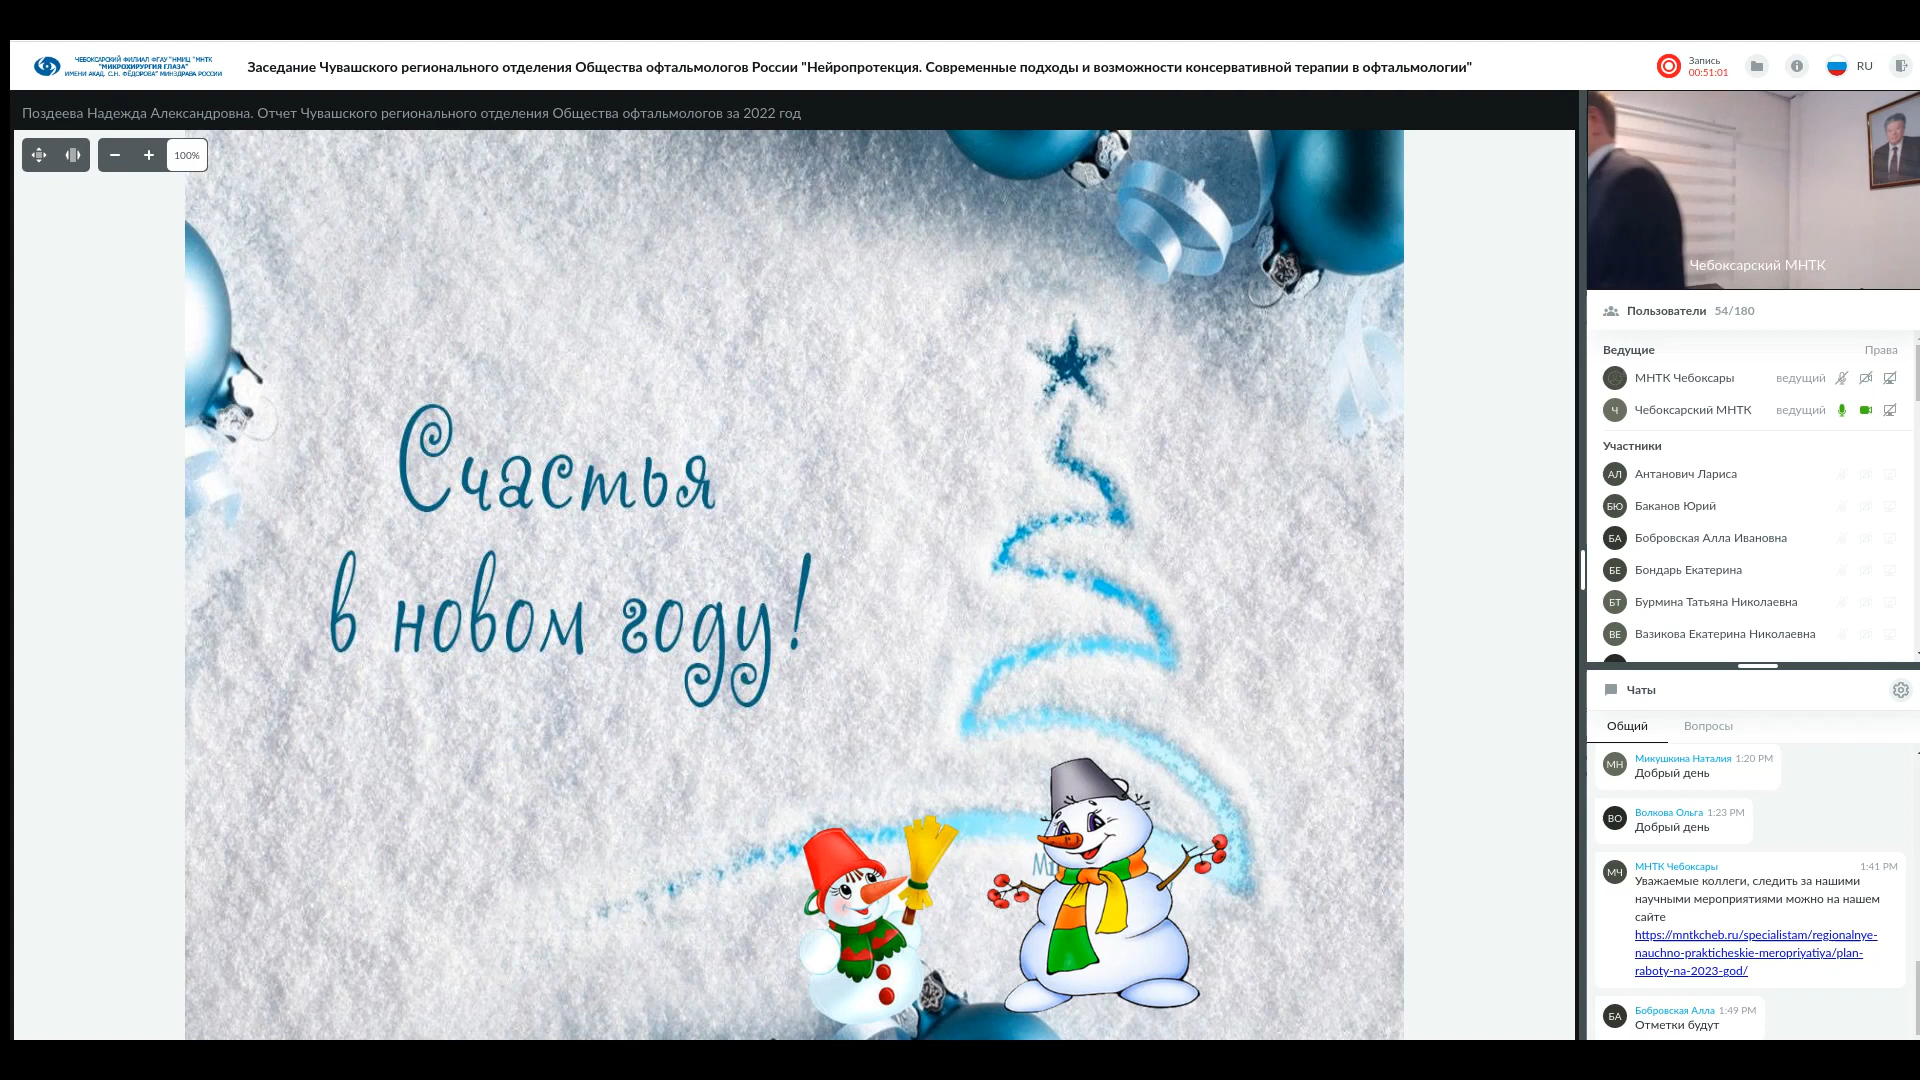 ЧЕБОКСАРСКИЙ ФИЛИАЛ ФГАУ "НМИЦ "МНТК
"МИКРОХИРУРГИЯ ГЛАЗА"
ИМЕНИ АКАД. С.Н. ФЁДОРОВА" МИНЗДРАВА РОССИИ
Заседание Чувашского регионального отделения Общества офтальмологов России "Нейропротекция. Современные подходы и возможности консервативной терапии в офтальмологии"
Запись
00:51:01
RU
Поздеева Надежда Александровна. Отчет Чувашского регионального отделения Общества офтальмологов за 2022 год
100%
Счастья
в новом году!
Чебоксарский МНТК
Пользователи 54/180
Ведущие Права
МНТК Чебоксары ведущий
Ч Чебоксарский МНТК ведущий
Участники
АЛ Антанович Лариса
БЮ Баканов Юрий
БА Бобровская Алла Ивановна
БЕ Бондарь Екатерина
БТ Бурмина Татьяна Николаевна
ВЕ Вазикова Екатерина Николаевна
Чаты
Общий Вопросы
МН Микушкина Наталия 1:20 PM
Добрый день
ВО Волкова Ольга 1:23 PM
Добрый день
МЧ МНТК Чебоксары 1:41 PM
Уважаемые коллеги, следить за нашими
научными мероприятиями можно на нашем
сайте
https://mntkcheb.ru/specialistam/regionalnye-
nauchno-prakticheskie-meropriyatiya/plan-
raboty-na-2023-god/
БА Бобровская Алла 1:49 PM
Отметки будут